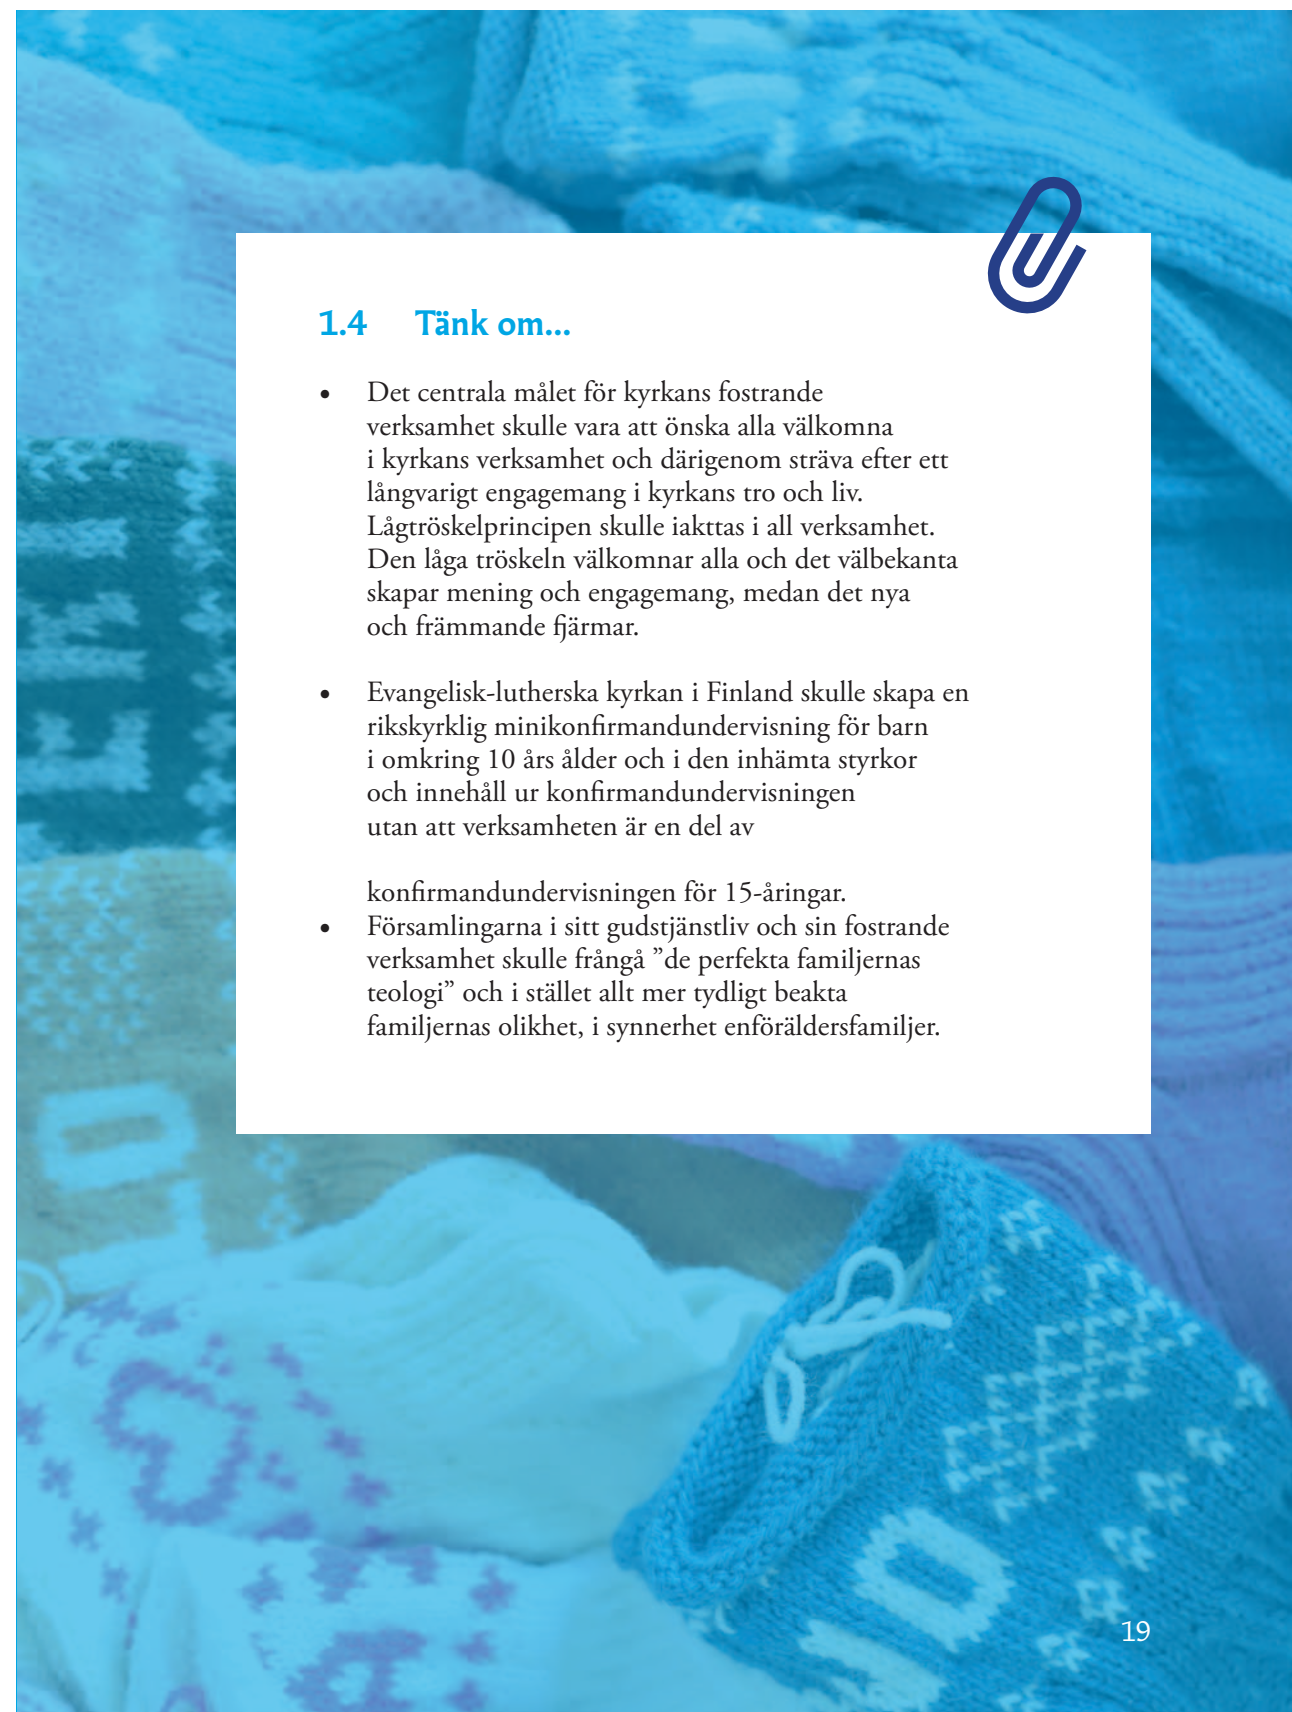 1.4 Tänk om...
• Det centrala målet för kyrkans fostrande
verksamhet skulle vara att önska alla välkomna
i kyrkans verksamhet och därigenom sträva efter ett
långvarigt engagemang i kyrkans tro och liv.
Lågtröskelprincipen skulle iakttas i all verksamhet.
Den låga tröskeln välkomnar alla och det välbekanta
skapar mening och engagemang, medan det nya
och främmande fjärmar.
• Evangelisk-lutherska kyrkan i Finland skulle skapa en
rikskyrklig minikonfirmandundervisning för barn
i omkring 10 års ålder och i den inhämta styrkor
och innehåll ur konfirmandundervisningen
utan att verksamheten är en del av
konfirmandundervisningen för 15-åringar.
• Församlingarna i sitt gudstjänstliv och sin fostrande
verksamhet skulle frångå ”de perfekta familjernas
teologi” och i stället allt mer tydligt beakta
familjernas olikhet, i synnerhet enföräldersfamiljer.
19